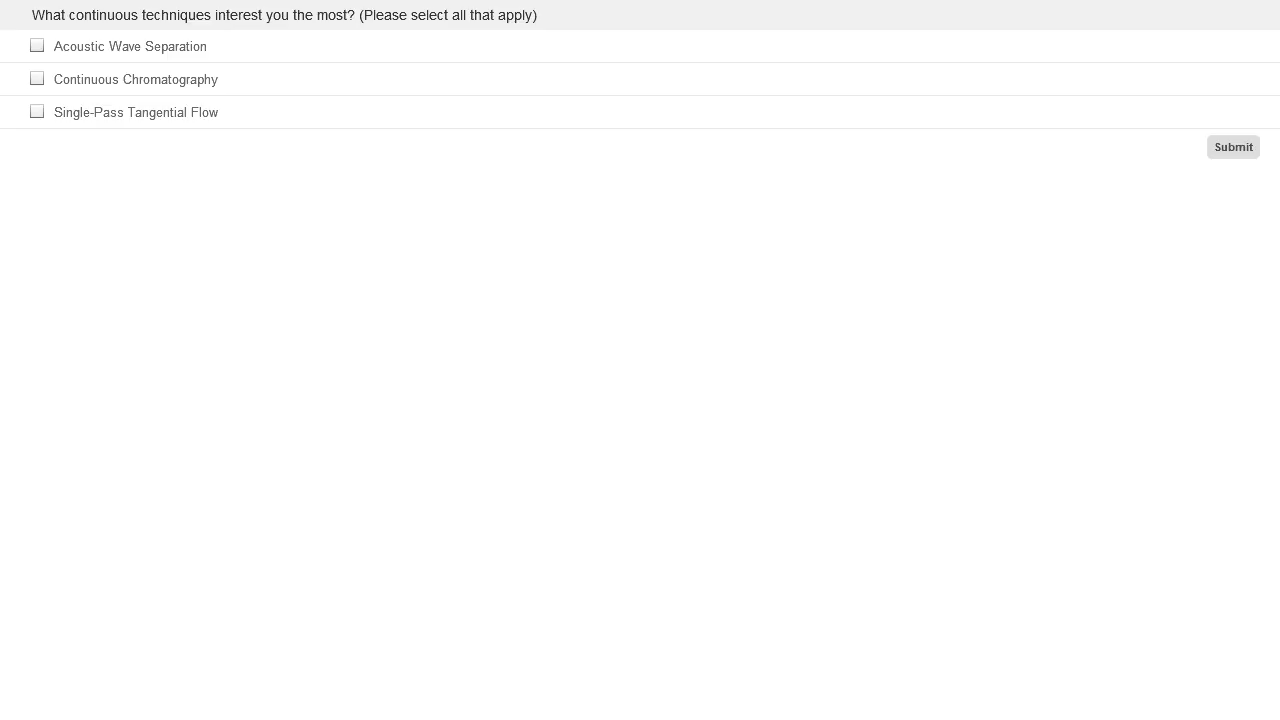 What continuous techniques interest you the most? (Please select all that apply)
Acoustic Wave Separation
Continuous Chromatography
Single-Pass Tangential Flow
Submit